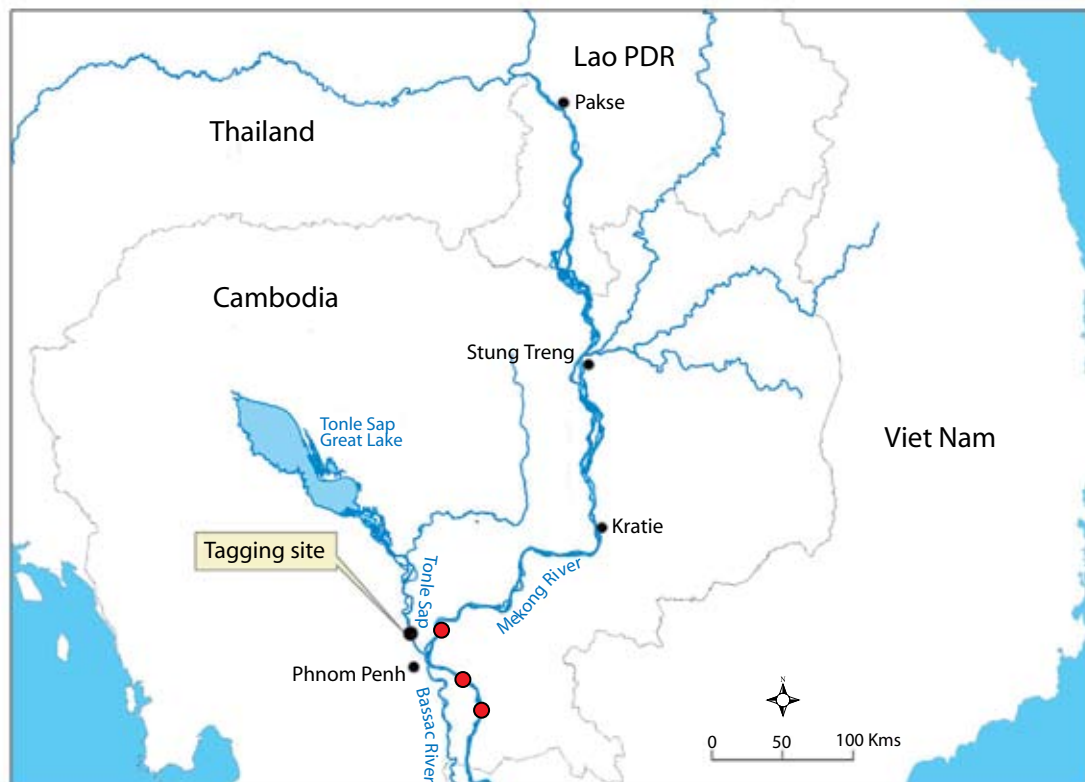 Lao PDR
Pakse
Thailand
Cambodia
Stung Treng
Tonle Sap
Great Lake
Viet Nam
Kratie
Tagging site
Tonle Sap
Mekong River
Phnom Penh
Bassac River
N
0 50 100 Kms